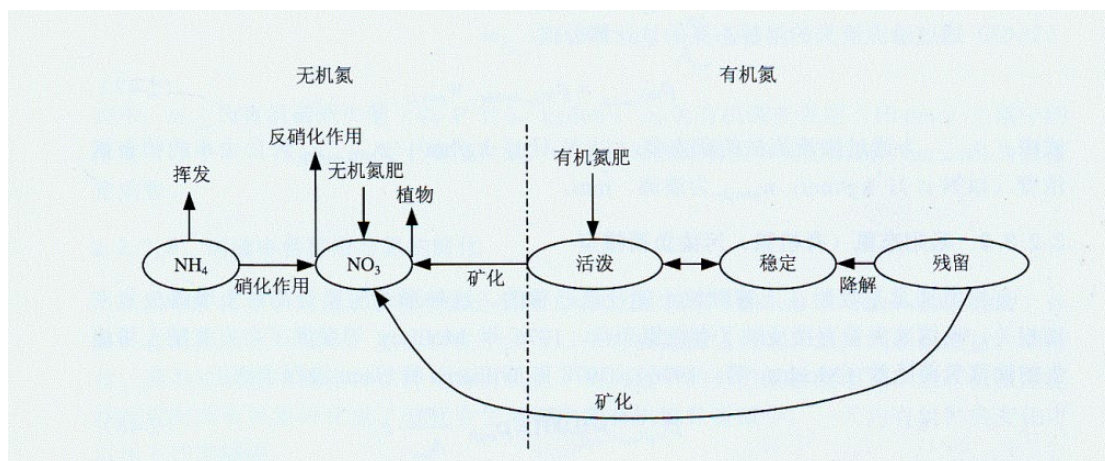 无机氮
有机氮
反硝化作用
无机氮肥
有机氮肥
挥发
植物
NH₄
NO₃
活泼
稳定
残留
硝化作用
矿化
降解
矿化